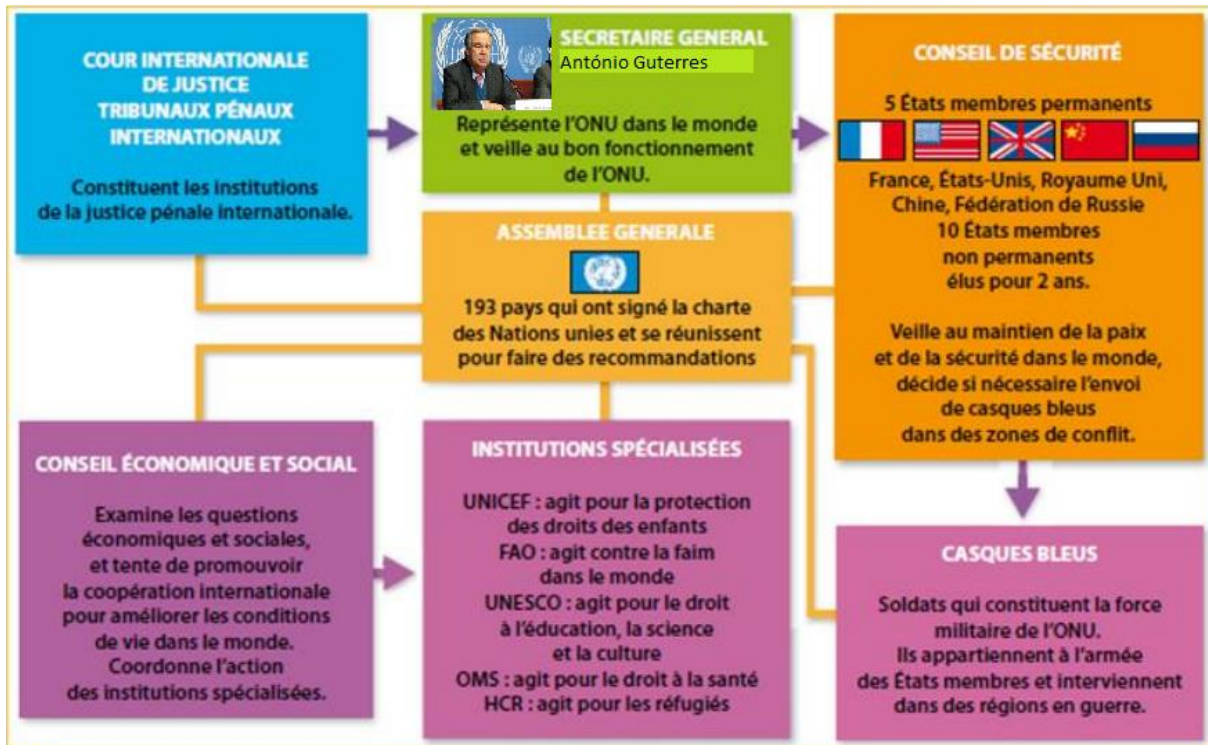 COUR INTERNATIONALE
DE JUSTICE
TRIBUNAUX PÉNAUX
INTERNATIONAUX
Constituent les institutions
de la justice pénale internationale.
SECRETAIRE GENERAL
António Guterres
Représente l'ONU dans le monde
et veille au bon fonctionnement
de l'ONU.
CONSEIL DE SÉCURITÉ
5 États membres permanents
France, États-Unis, Royaume Uni,
Chine, Fédération de Russie
10 États membres
non permanents
élus pour 2 ans.
Veille au maintien de la paix
et de la sécurité dans le monde,
décide si nécessaire l'envoi
de casques bleus
dans des zones de conflit.
ASSEMBLEE GENERALE
193 pays qui ont signé la charte
des Nations unies et se réunissent
pour faire des recommandations
CONSEIL ÉCONOMIQUE ET SOCIAL
Examine les questions
économiques et sociales,
et tente de promouvoir
la coopération internationale
pour améliorer les conditions
de vie dans le monde.
Coordonne l'action
des institutions spécialisées.
INSTITUTIONS SPÉCIALISÉES
UNICEF : agit pour la protection
des droits des enfants
FAO : agit contre la faim
dans le monde
UNESCO : agit pour le droit
à l'éducation, la science
et la culture
OMS : agit pour le droit à la santé
HCR : agit pour les réfugiés
CASQUES BLEUS
Soldats qui constituent la force
militaire de l'ONU.
Ils appartiennent à l'armée
des États membres et interviennent
dans des régions en guerre.